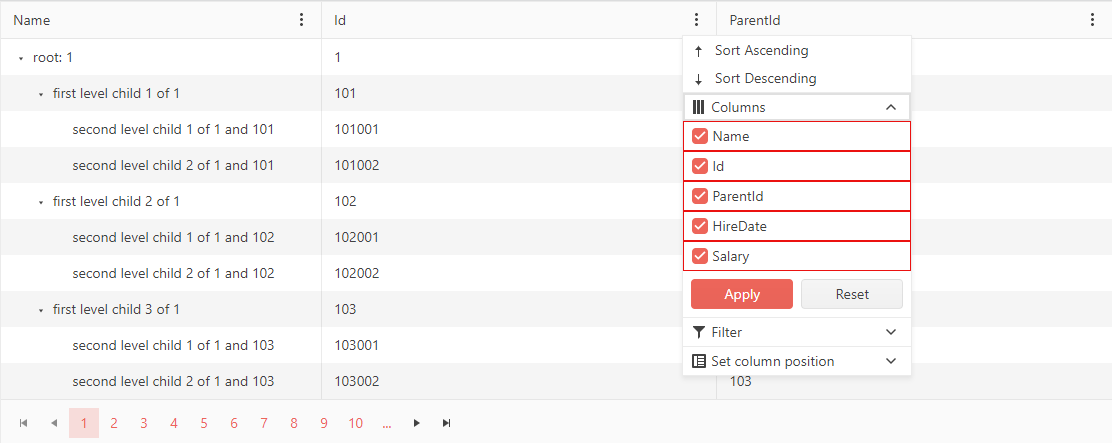 Name Id ParentId
root: 1 1
Sort Ascending
Sort Descending
first level child 1 of 1 101
Columns
second level child 1 of 1 and 101 101001
Name
second level child 2 of 1 and 101 101002
Id
first level child 2 of 1 102
ParentId
second level child 1 of 1 and 102 102001
HireDate
second level child 2 of 1 and 102 102002
Salary
first level child 3 of 1 103
Apply Reset
second level child 1 of 1 and 103 103001
Filter
Set column position
second level child 2 of 1 and 103 103002 103
1 2 3 4 5 6 7 8 9 10 ...